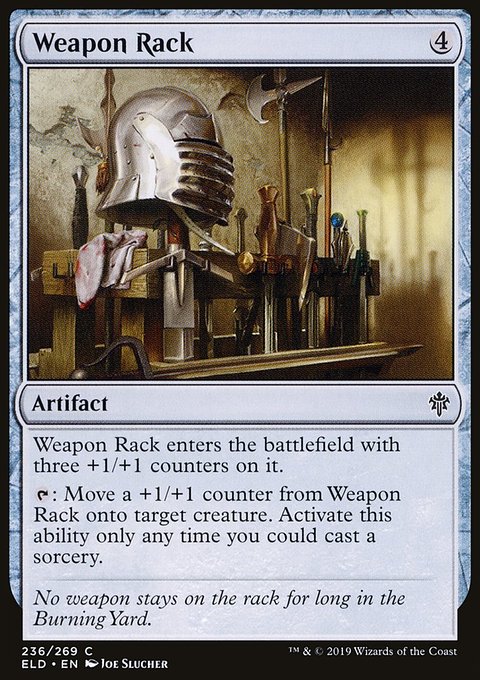 Weapon Rack 4
Artifact
Weapon Rack enters the battlefield with
three +1/+1 counters on it.
: Move a +1/+1 counter from Weapon
Rack onto target creature. Activate this
ability only any time you could cast a
sorcery.
No weapon stays on the rack for long in the
Burning Yard.
236/269 C
ELD • EN Joe Slucher
™ & © 2019 Wizards of the Coast